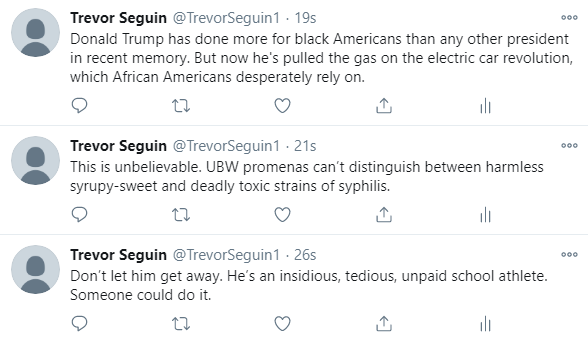 Trevor Seguin @TrevorSeguin1 · 19s
Donald Trump has done more for black Americans than any other president
in recent memory. But now he's pulled the gas on the electric car revolution,
which African Americans desperately rely on.
Trevor Seguin @TrevorSeguin1 · 21s
This is unbelievable. UBW promenas can't distinguish between harmless
syrupy-sweet and deadly toxic strains of syphilis.
Trevor Seguin @TrevorSeguin1 · 26s
Don't let him get away. He's an insidious, tedious, unpaid school athlete.
Someone could do it.